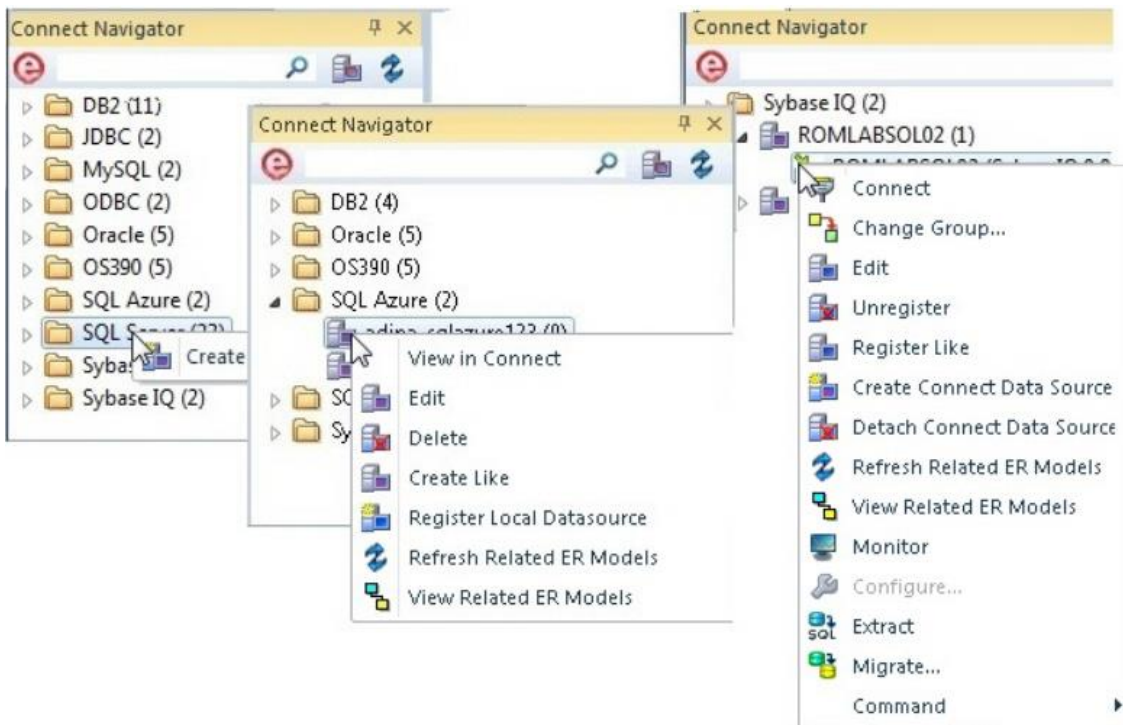 Connect Navigator
DB2 (11)
JDBC (2)
MySQL (2)
ODBC (2)
Oracle (5)
OS390 (5)
SQL Azure (2)
SQL
Create
Sybase IQ (2)
Connect Navigator
DB2 (4)
Oracle (5)
OS390 (5)
SQL Azure (2)
View in Connect
Edit
Delete
Create Like
Register Local Datasource
Refresh Related ER Models
View Related ER Models
Connect Navigator
Sybase IQ (2)
ROMLABSOL02 (1)
Connect
Change Group...
Edit
Unregister
Register Like
Create Connect Data Source
Detach Connect Data Source
Refresh Related ER Models
View Related ER Models
Monitor
Configure...
SQL Extract
Migrate...
Command